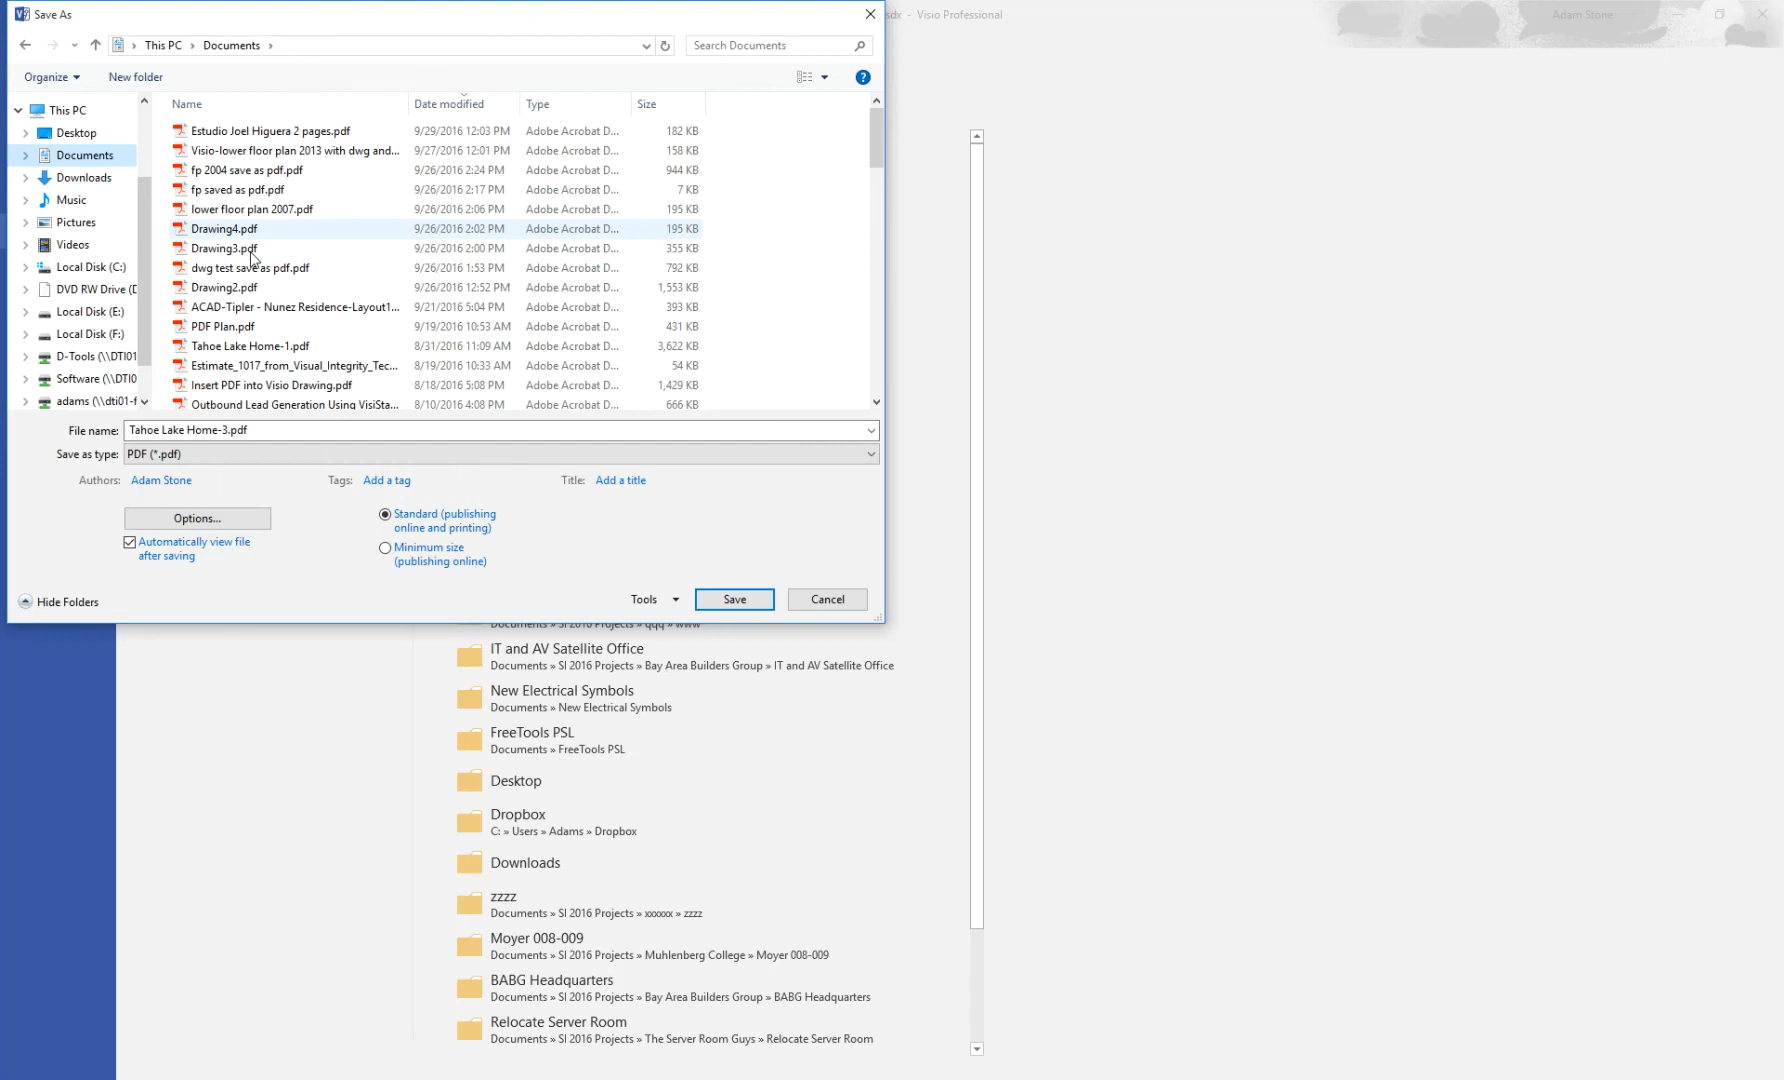 Save As
sdx - Visio Professional
Adam Stone
This PC > Documents >
Search Documents
Organize
New folder
Name
Date modified
Type
Size
This PC
Desktop
Documents
Downloads
Music
Pictures
Videos
Local Disk (C:)
DVD RW Drive (D
Local Disk (E:)
Local Disk (F:)
D-Tools (\\DTI01
Software (\\DTI0
adams (\\dti01-f
Estudio Joel Higuera 2 pages.pdf 9/29/2016 12:03 PM Adobe Acrobat D... 182 KB
Visio-lower floor plan 2013 with dwg and... 9/27/2016 12:01 PM Adobe Acrobat D... 158 KB
fp 2004 save as pdf.pdf 9/26/2016 2:24 PM Adobe Acrobat D... 944 KB
fp saved as pdf.pdf 9/26/2016 2:17 PM Adobe Acrobat D... 7 KB
lower floor plan 2007.pdf 9/26/2016 2:06 PM Adobe Acrobat D... 195 KB
Drawing4.pdf 9/26/2016 2:02 PM Adobe Acrobat D... 195 KB
Drawing3.pdf 9/26/2016 2:00 PM Adobe Acrobat D... 355 KB
dwg test save as pdf.pdf 9/26/2016 1:53 PM Adobe Acrobat D... 792 KB
Drawing2.pdf 9/26/2016 12:52 PM Adobe Acrobat D... 1,553 KB
ACAD-Tipler - Nunez Residence-Layout1... 9/21/2016 5:04 PM Adobe Acrobat D... 393 KB
PDF Plan.pdf 9/19/2016 10:53 AM Adobe Acrobat D... 431 KB
Tahoe Lake Home-1.pdf 8/31/2016 11:09 AM Adobe Acrobat D... 3,622 KB
Estimate_1017_from_Visual_Integrity_Tec... 8/19/2016 10:33 AM Adobe Acrobat D... 54 KB
Insert PDF into Visio Drawing.pdf 8/18/2016 5:08 PM Adobe Acrobat D... 1,429 KB
Outbound Lead Generation Using VisiSta... 8/10/2016 4:08 PM Adobe Acrobat D... 666 KB
File name: Tahoe Lake Home-3.pdf
Save as type: PDF (*.pdf)
Authors: Adam Stone
Tags: Add a tag
Title: Add a title
Options...
Automatically view file
after saving
Standard (publishing
online and printing)
Minimum size
(publishing online)
Hide Folders
Tools
Save
Cancel
Documents » SI 2016 Projects » qqq » www
IT and AV Satellite Office
Documents » SI 2016 Projects » Bay Area Builders Group » IT and AV Satellite Office
New Electrical Symbols
Documents » New Electrical Symbols
FreeTools PSL
Documents » FreeTools PSL
Desktop
Dropbox
C: » Users » Adams » Dropbox
Downloads
zzzz
Documents » SI 2016 Projects » xxxxxx » zzzz
Moyer 008-009
Documents » SI 2016 Projects » Muhlenberg College » Moyer 008-009
BABG Headquarters
Documents » SI 2016 Projects » Bay Area Builders Group » BABG Headquarters
Relocate Server Room
Documents » SI 2016 Projects » The Server Room Guys » Relocate Server Room